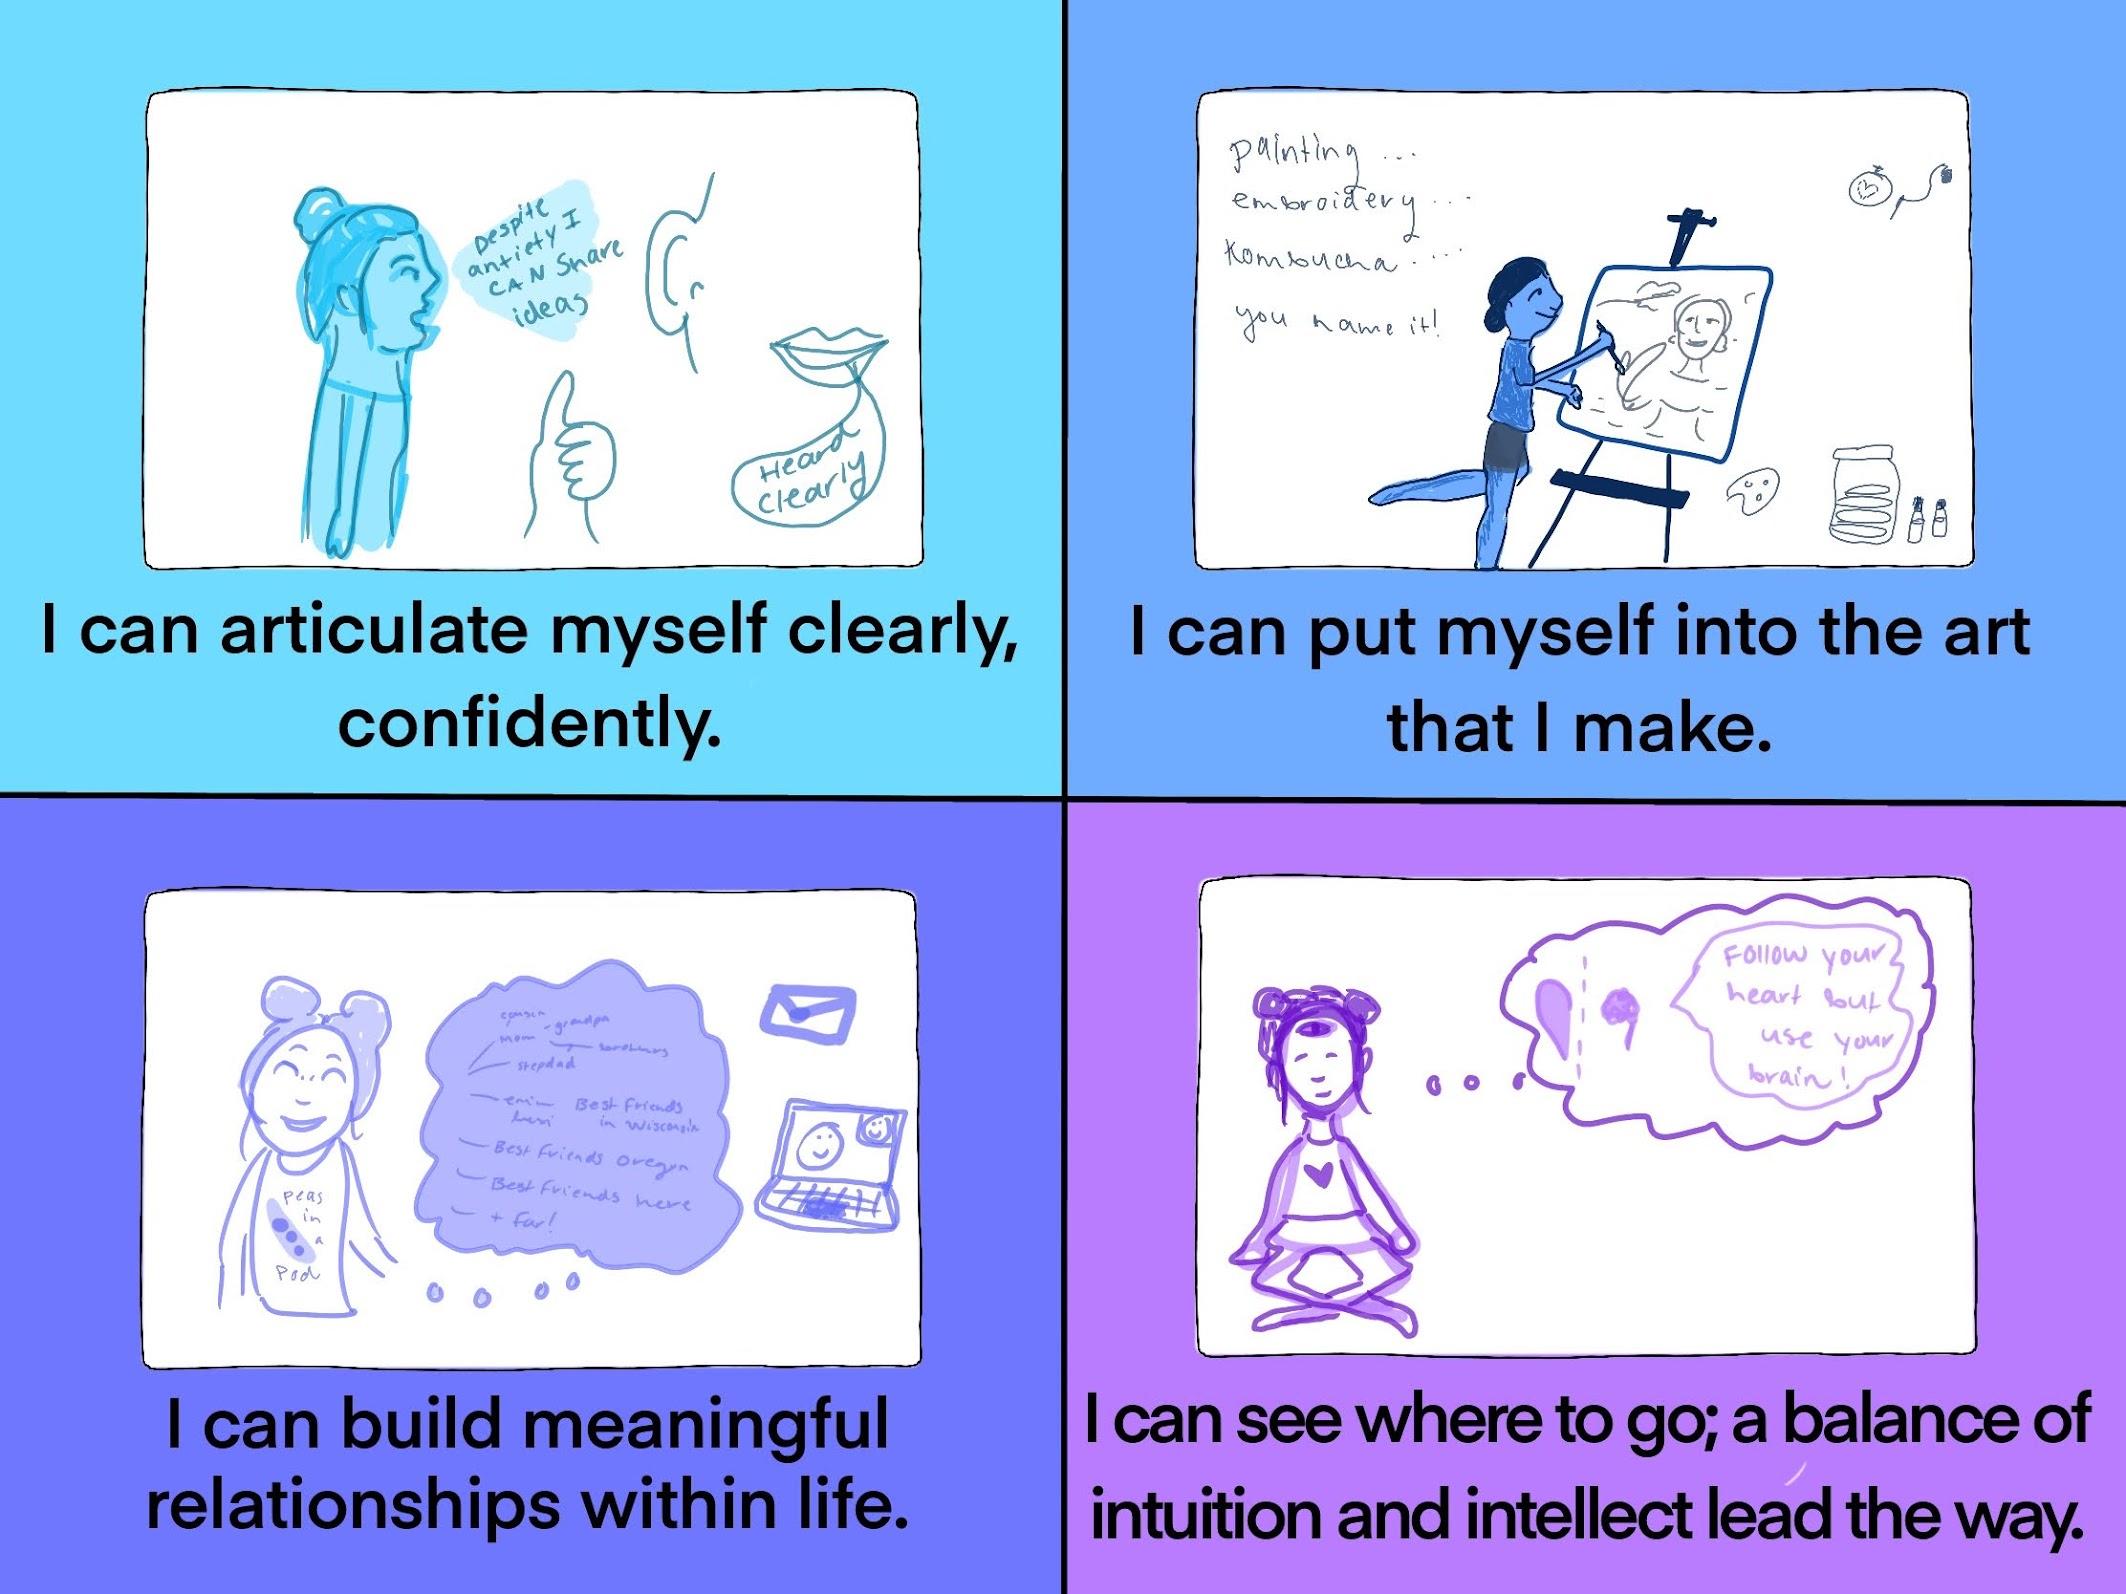 Despite
anxiety I
CAN Share
ideas
Heard
clearly
I can articulate myself clearly,
confidently.
painting ...
embroidery ...
Kombucha ....
you name it!
I can put myself into the art
that I make.
peas
in
a
pod
cousin
- grandpa
mom
stepdad
Best friends
in Wisconsin
Best friends oregon
Best friends here
+ far!
I can build meaningful
relationships within life.
Follow your
heart but
use your
brain!
I can see where to go; a balance of
intuition and intellect lead the way.